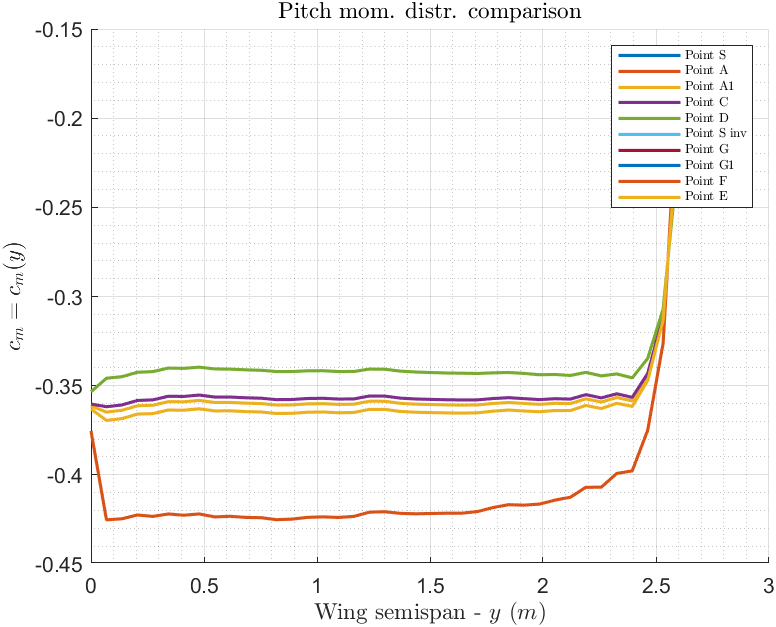 Pitch mom. distr. comparison
-0.15
-0.2
-0.25
-0.3
-0.35
-0.4
-0.45
c_m = c_m(y)
Point S
Point A
Point A1
Point C
Point D
Point S inv
Point G
Point G1
Point F
Point E
0 0.5 1 1.5 2 2.5 3
Wing semispan - y (m)